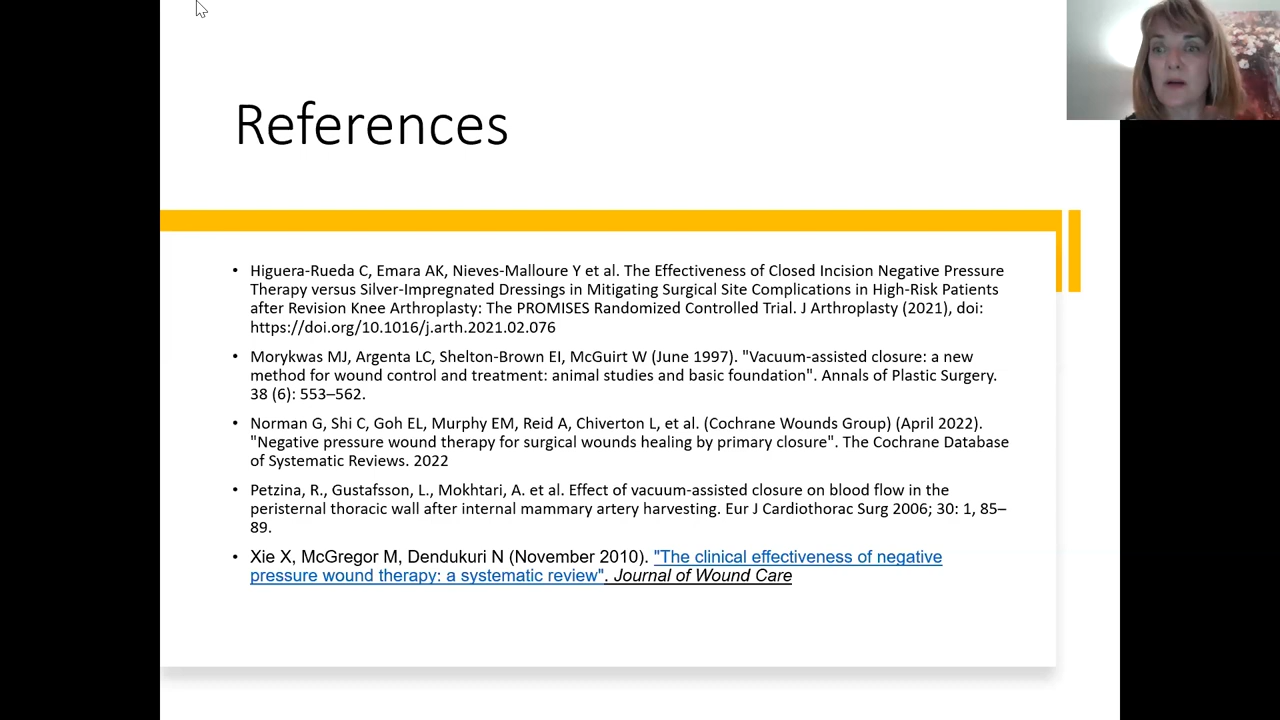 References
• Higuera-Rueda C, Emara AK, Nieves-Malloure Y et al. The Effectiveness of Closed Incision Negative Pressure
Therapy versus Silver-Impregnated Dressings in Mitigating Surgical Site Complications in High-Risk Patients
after Revision Knee Arthroplasty: The PROMISES Randomized Controlled Trial. J Arthroplasty (2021), doi:
https://doi.org/10.1016/j.arth.2021.02.076
• Morykwas MJ, Argenta LC, Shelton-Brown EI, McGuirt W (June 1997). "Vacuum-assisted closure: a new
method for wound control and treatment: animal studies and basic foundation". Annals of Plastic Surgery.
38 (6): 553–562.
• Norman G, Shi C, Goh EL, Murphy EM, Reid A, Chiverton L, et al. (Cochrane Wounds Group) (April 2022).
"Negative pressure wound therapy for surgical wounds healing by primary closure". The Cochrane Database
of Systematic Reviews. 2022
• Petzina, R., Gustafsson, L., Mokhtari, A. et al. Effect of vacuum-assisted closure on blood flow in the
peristernal thoracic wall after internal mammary artery harvesting. Eur J Cardiothorac Surg 2006; 30: 1, 85–
89.
• Xie X, McGregor M, Dendukuri N (November 2010). "The clinical effectiveness of negative
pressure wound therapy: a systematic review". Journal of Wound Care